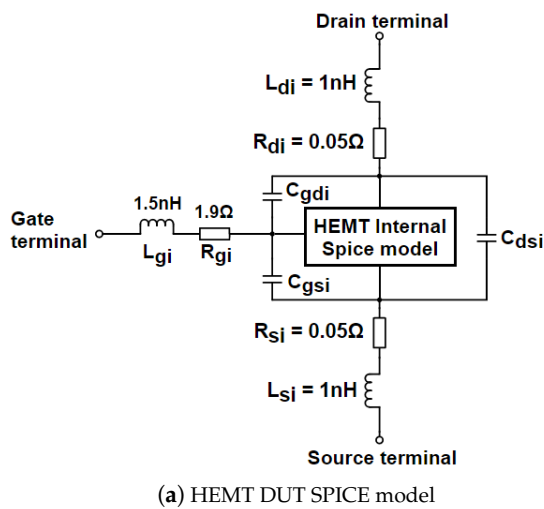 Drain terminal
Ldi = 1nH
Rdi = 0.05Ω
Cgdi
1.5nH
1.9Ω
Gate
terminal
Lgi
Rgi
HEMT Internal
Spice model
Cdsi
Cgsi
Rsi = 0.05Ω
Lsi = 1nH
Source terminal
(a) HEMT DUT SPICE model